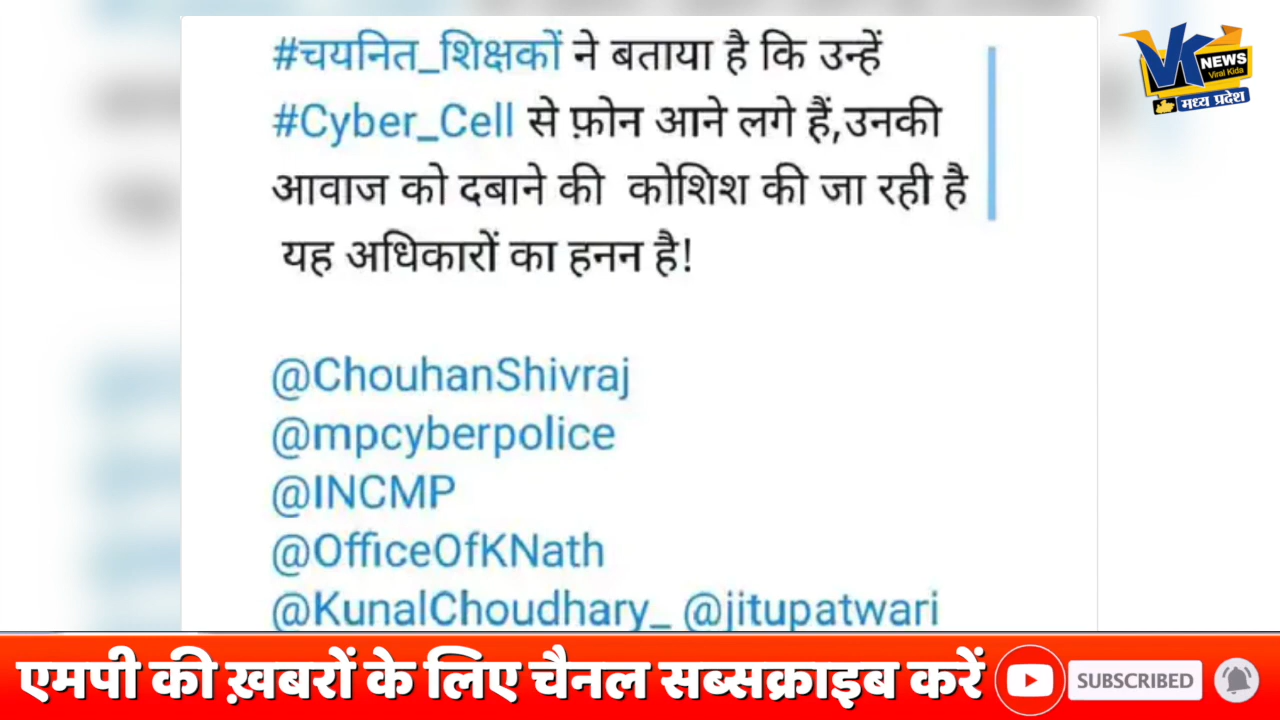 #चयनित_शिक्षकों ने बताया है कि उन्हें
#Cyber_Cell से फ़ोन आने लगे हैं,उनकी
आवाज को दबाने की कोशिश की जा रही है
यह अधिकारों का हनन है!
@ChouhanShivraj
@mpcyberpolice
@INCMP
@OfficeOfKNath
@KunalChoudhary_ @jitupatwari
VK NEWS
Viral Kida
मध्य प्रदेश
एमपी की ख़बरों के लिए चैनल सब्सक्राइब करें
SUBSCRIBED